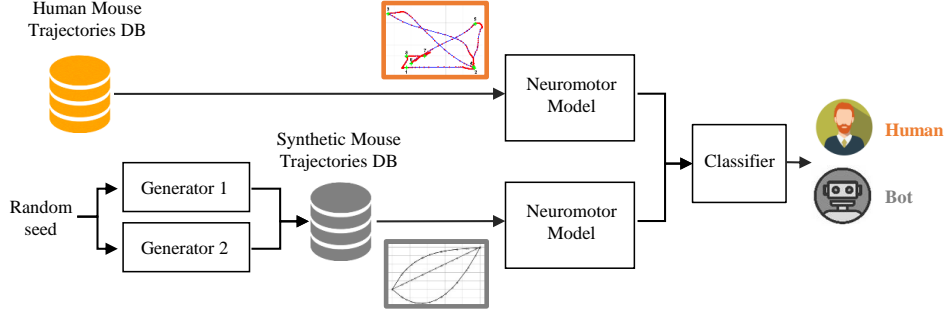 Human Mouse
Trajectories DB
Neuromotor
Model
Human
Synthetic Mouse
Trajectories DB
Classifier
Bot
Generator 1
Random
seed
Generator 2
Neuromotor
Model